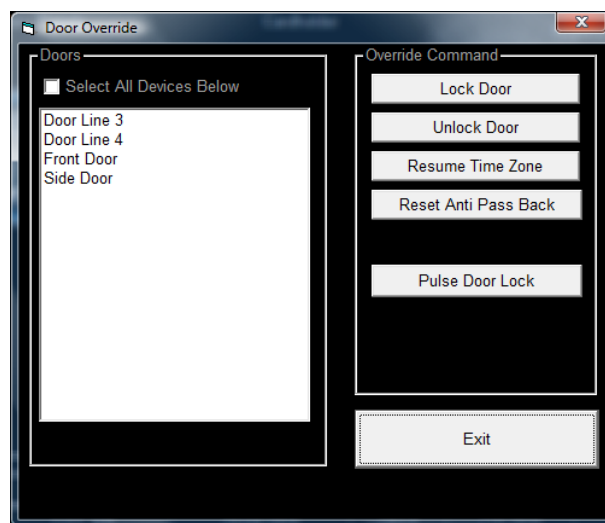 Door Override
Doors
Select All Devices Below
Door Line 3
Door Line 4
Front Door
Side Door
Override Command
Lock Door
Unlock Door
Resume Time Zone
Reset Anti Pass Back
Pulse Door Lock
Exit